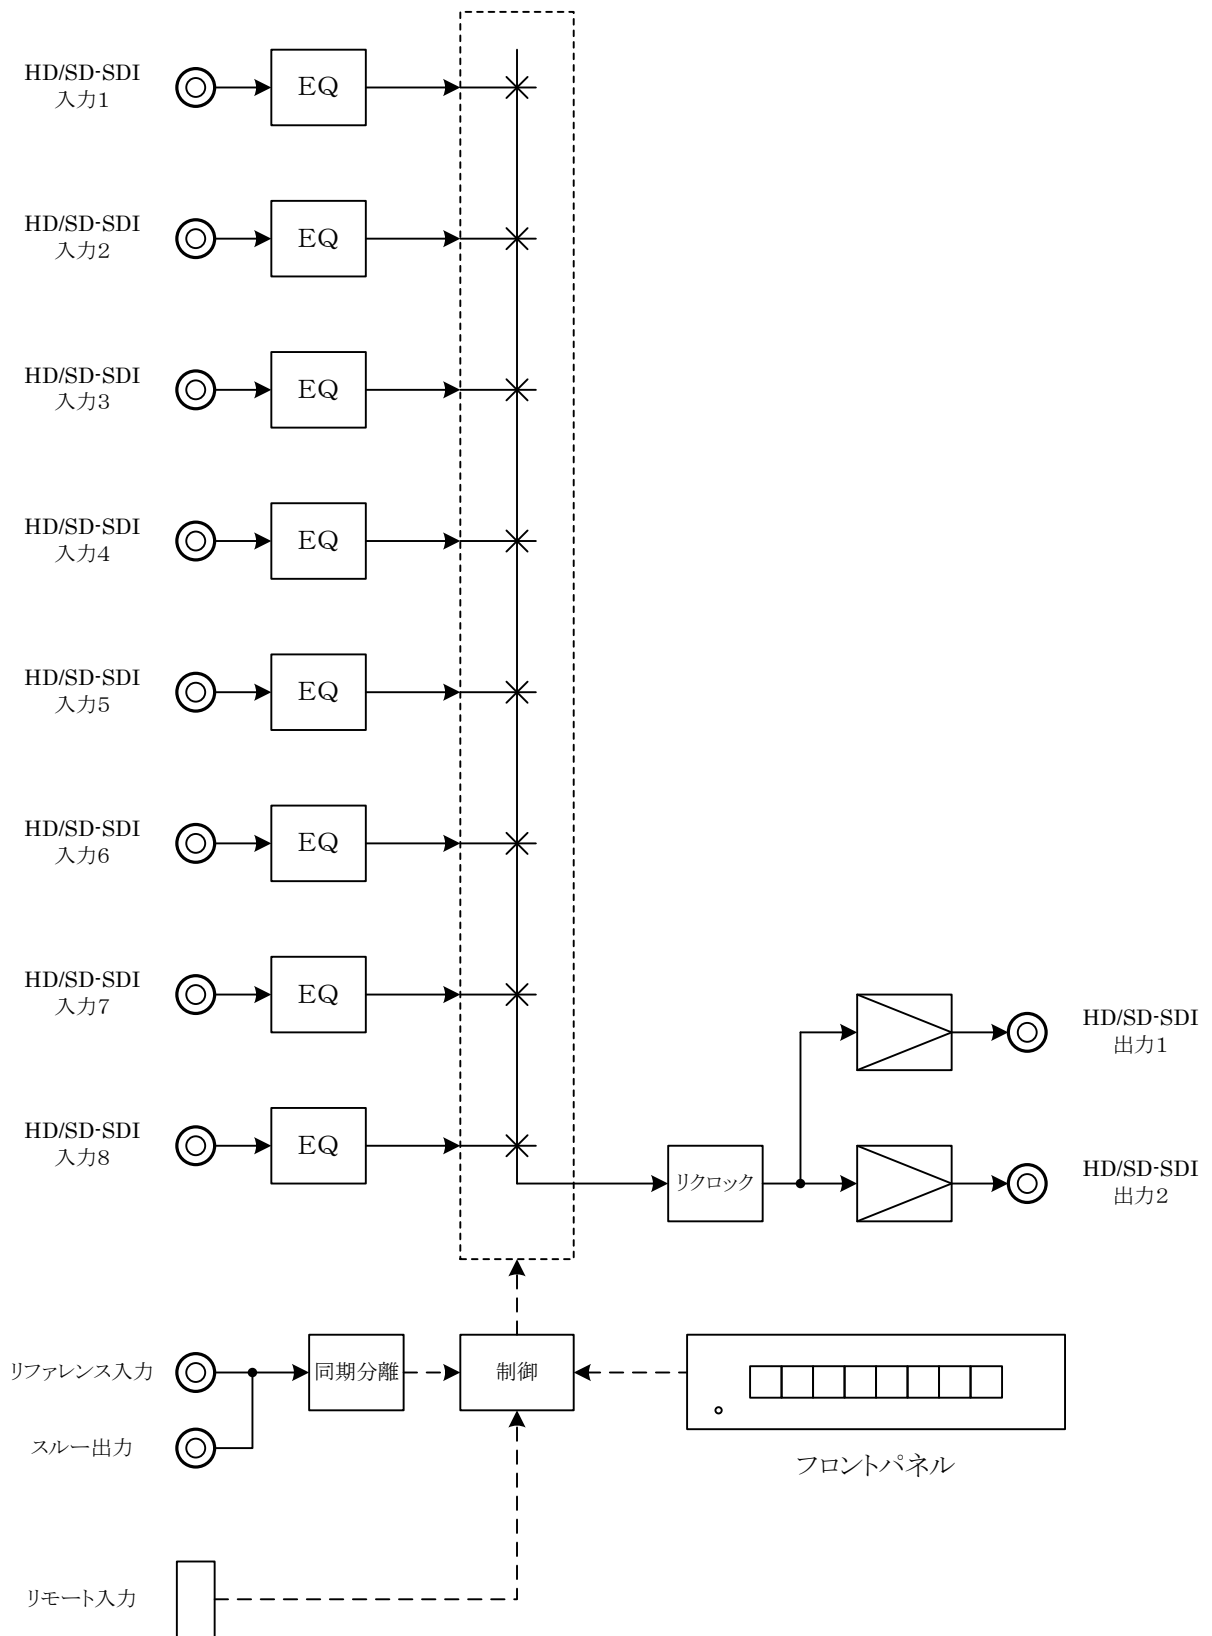 HD/SD-SDI
入力1
EQ
HD/SD-SDI
入力2
EQ
HD/SD-SDI
入力3
EQ
HD/SD-SDI
入力4
EQ
HD/SD-SDI
入力5
EQ
HD/SD-SDI
入力6
EQ
HD/SD-SDI
入力7
EQ
HD/SD-SDI
出力1
HD/SD-SDI
入力8
EQ
リクロック
HD/SD-SDI
出力2
リファレンス入力
同期分離
制御
スルー出力
フロントパネル
リモート入力